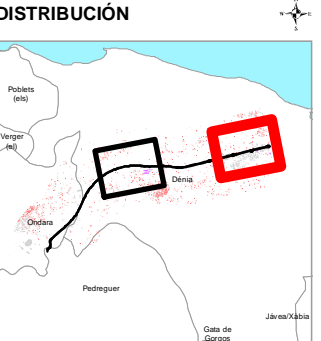 DISTRIBUCIÓN
N
W
E
S
Poblets
(els)
Verger
(el)
Dénia
Ondara
Pedreguer
Jávea/Xàbia
Gata de
Gorgos